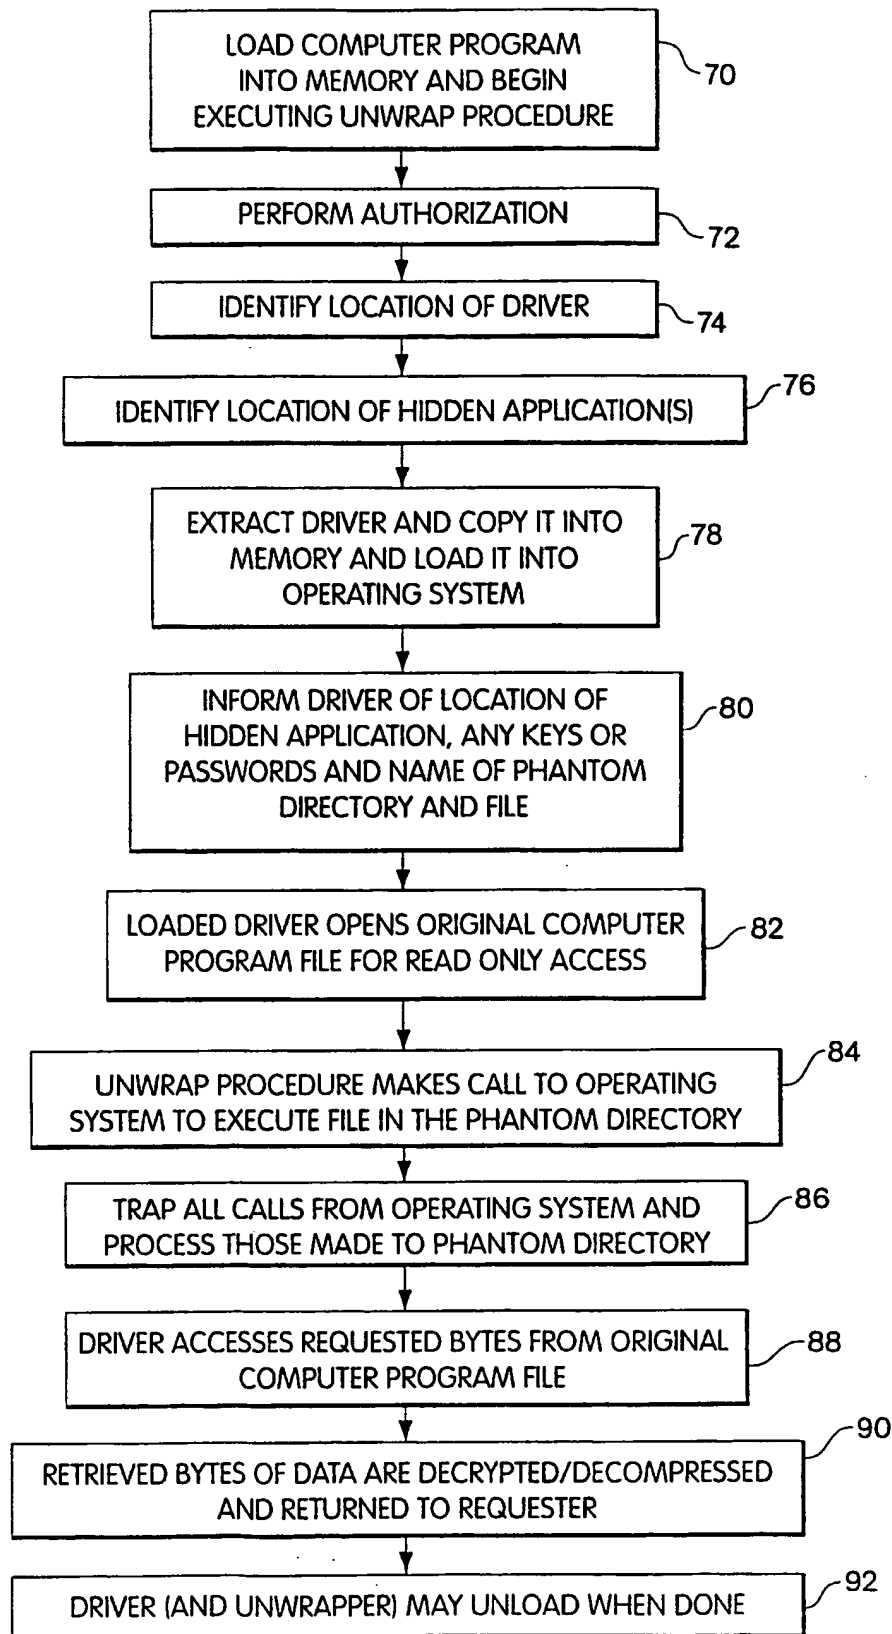 LOAD COMPUTER PROGRAM
INTO MEMORY AND BEGIN
EXECUTING UNWRAP PROCEDURE
70
PERFORM AUTHORIZATION
72
IDENTIFY LOCATION OF DRIVER
74
IDENTIFY LOCATION OF HIDDEN APPLICATION(S)
76
EXTRACT DRIVER AND COPY IT INTO
MEMORY AND LOAD IT INTO
OPERATING SYSTEM
78
INFORM DRIVER OF LOCATION OF
HIDDEN APPLICATION, ANY KEYS OR
PASSWORDS AND NAME OF PHANTOM
DIRECTORY AND FILE
80
LOADED DRIVER OPENS ORIGINAL COMPUTER
PROGRAM FILE FOR READ ONLY ACCESS
82
UNWRAP PROCEDURE MAKES CALL TO OPERATING
SYSTEM TO EXECUTE FILE IN THE PHANTOM DIRECTORY
84
TRAP ALL CALLS FROM OPERATING SYSTEM AND
PROCESS THOSE MADE TO PHANTOM DIRECTORY
86
DRIVER ACCESSES REQUESTED BYTES FROM ORIGINAL
COMPUTER PROGRAM FILE
88
RETRIEVED BYTES OF DATA ARE DECRYPTED/DECOMPRESSED
AND RETURNED TO REQUESTER
90
DRIVER (AND UNWRAPPER) MAY UNLOAD WHEN DONE
92